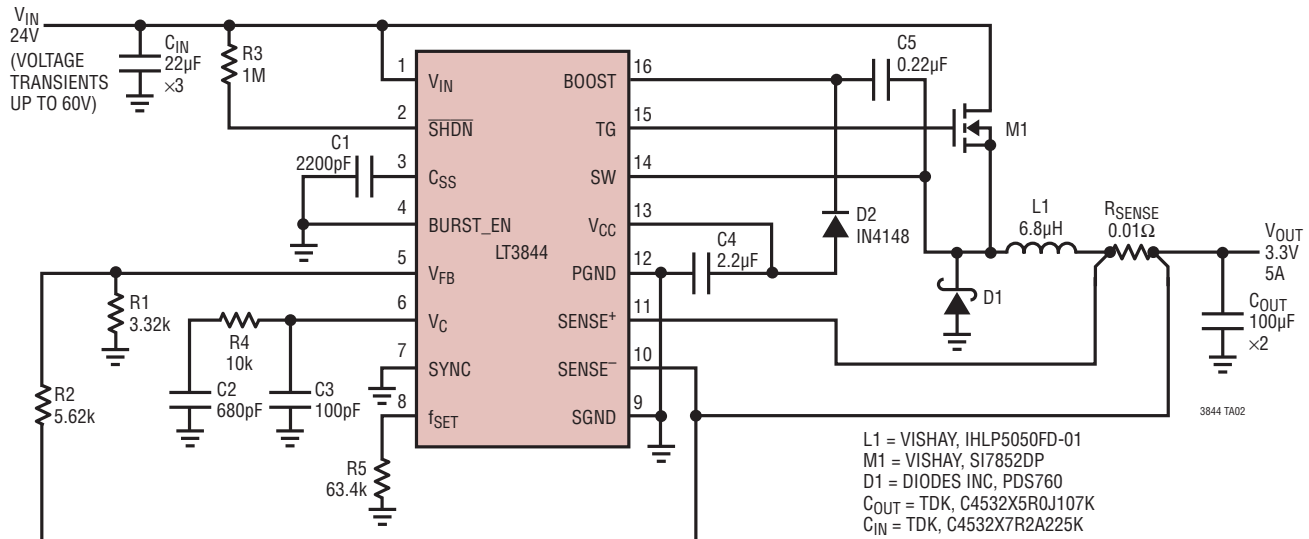 VIN
24V
(VOLTAGE
TRANSIENTS
UP TO 60V)
CIN
22µF
×3
R3
1M
C1
2200pF
R1
3.32k
R2
5.62k
R4
10k
C2
680pF
C3
100pF
R5
63.4k
LT3844
1
VIN
2
SHDN
3
CSS
4
BURST_EN
5
VFB
6
VC
7
SYNC
8
fSET
16
BOOST
15
TG
14
SW
13
VCC
12
PGND
11
SENSE+
10
SENSE–
9
SGND
C5
0.22µF
M1
D2
IN4148
C4
2.2µF
D1
L1
6.8µH
RSENSE
0.01Ω
VOUT
3.3V
5A
COUT
100µF
×2
3844 TA02
L1 = VISHAY, IHLP5050FD-01
M1 = VISHAY, SI7852DP
D1 = DIODES INC, PDS760
COUT = TDK, C4532X5R0J107K
CIN = TDK, C4532X7R2A225K